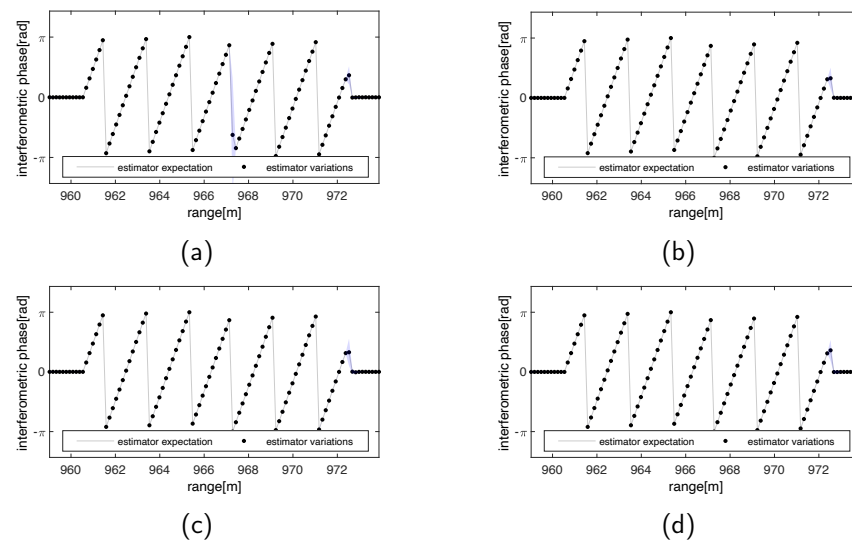 interferometric phase[rad]
π
0
-π
estimator expectation
estimator variations
960 962 964 966 968 970 972
range[m]
(a)
interferometric phase[rad]
π
0
-π
estimator expectation
estimator variations
960 962 964 966 968 970 972
range[m]
(b)
interferometric phase[rad]
π
0
-π
estimator expectation
estimator variations
960 962 964 966 968 970 972
range[m]
(c)
interferometric phase[rad]
π
0
-π
estimator expectation
estimator variations
960 962 964 966 968 970 972
range[m]
(d)